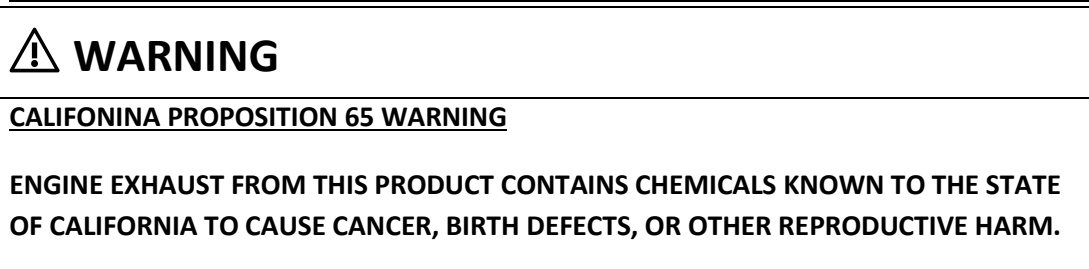 ⚠ WARNING
CALIFONINA PROPOSITION 65 WARNING
ENGINE EXHAUST FROM THIS PRODUCT CONTAINS CHEMICALS KNOWN TO THE STATE
OF CALIFORNIA TO CAUSE CANCER, BIRTH DEFECTS, OR OTHER REPRODUCTIVE HARM.